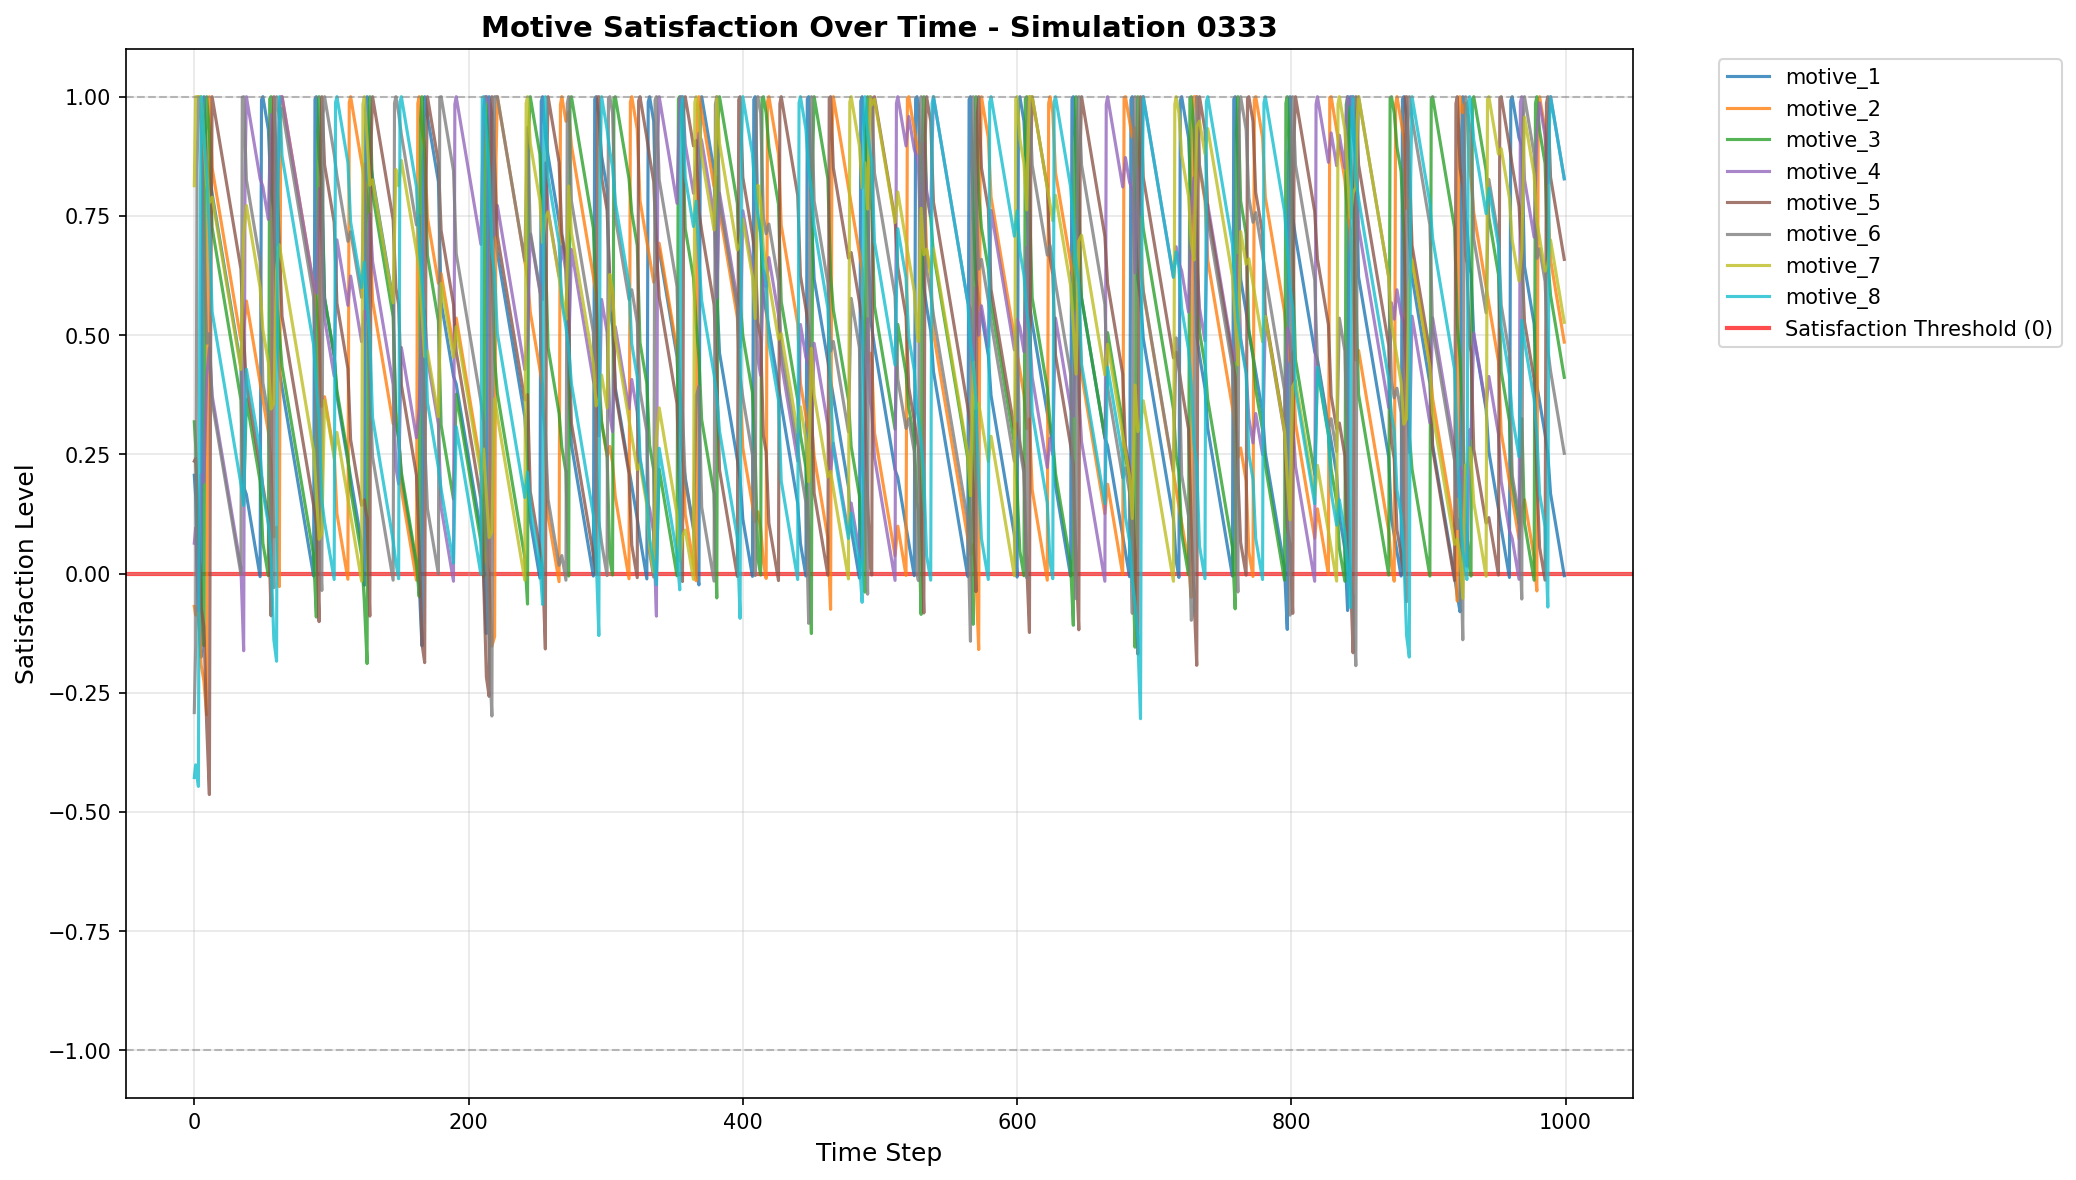 Motive Satisfaction Over Time - Simulation 0333
Satisfaction Level
1.00
0.75
0.50
0.25
0.00
−0.25
−0.50
−0.75
−1.00
0
200
400
600
800
1000
Time Step
motive_1
motive_2
motive_3
motive_4
motive_5
motive_6
motive_7
motive_8
Satisfaction Threshold (0)